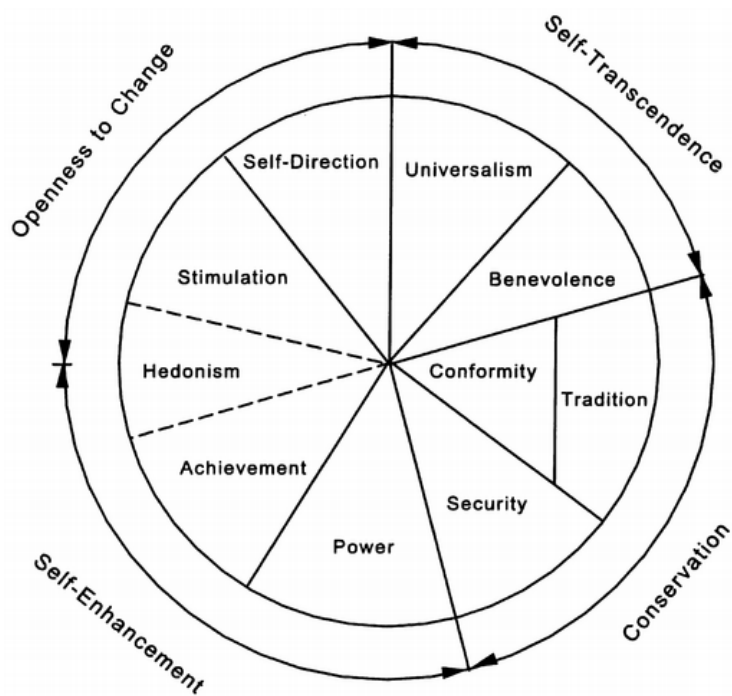 Openness to Change
Self-Transcendence
Self-Direction
Universalism
Stimulation
Benevolence
Hedonism
Conformity
Tradition
Achievement
Security
Power
Self-Enhancement
Conservation